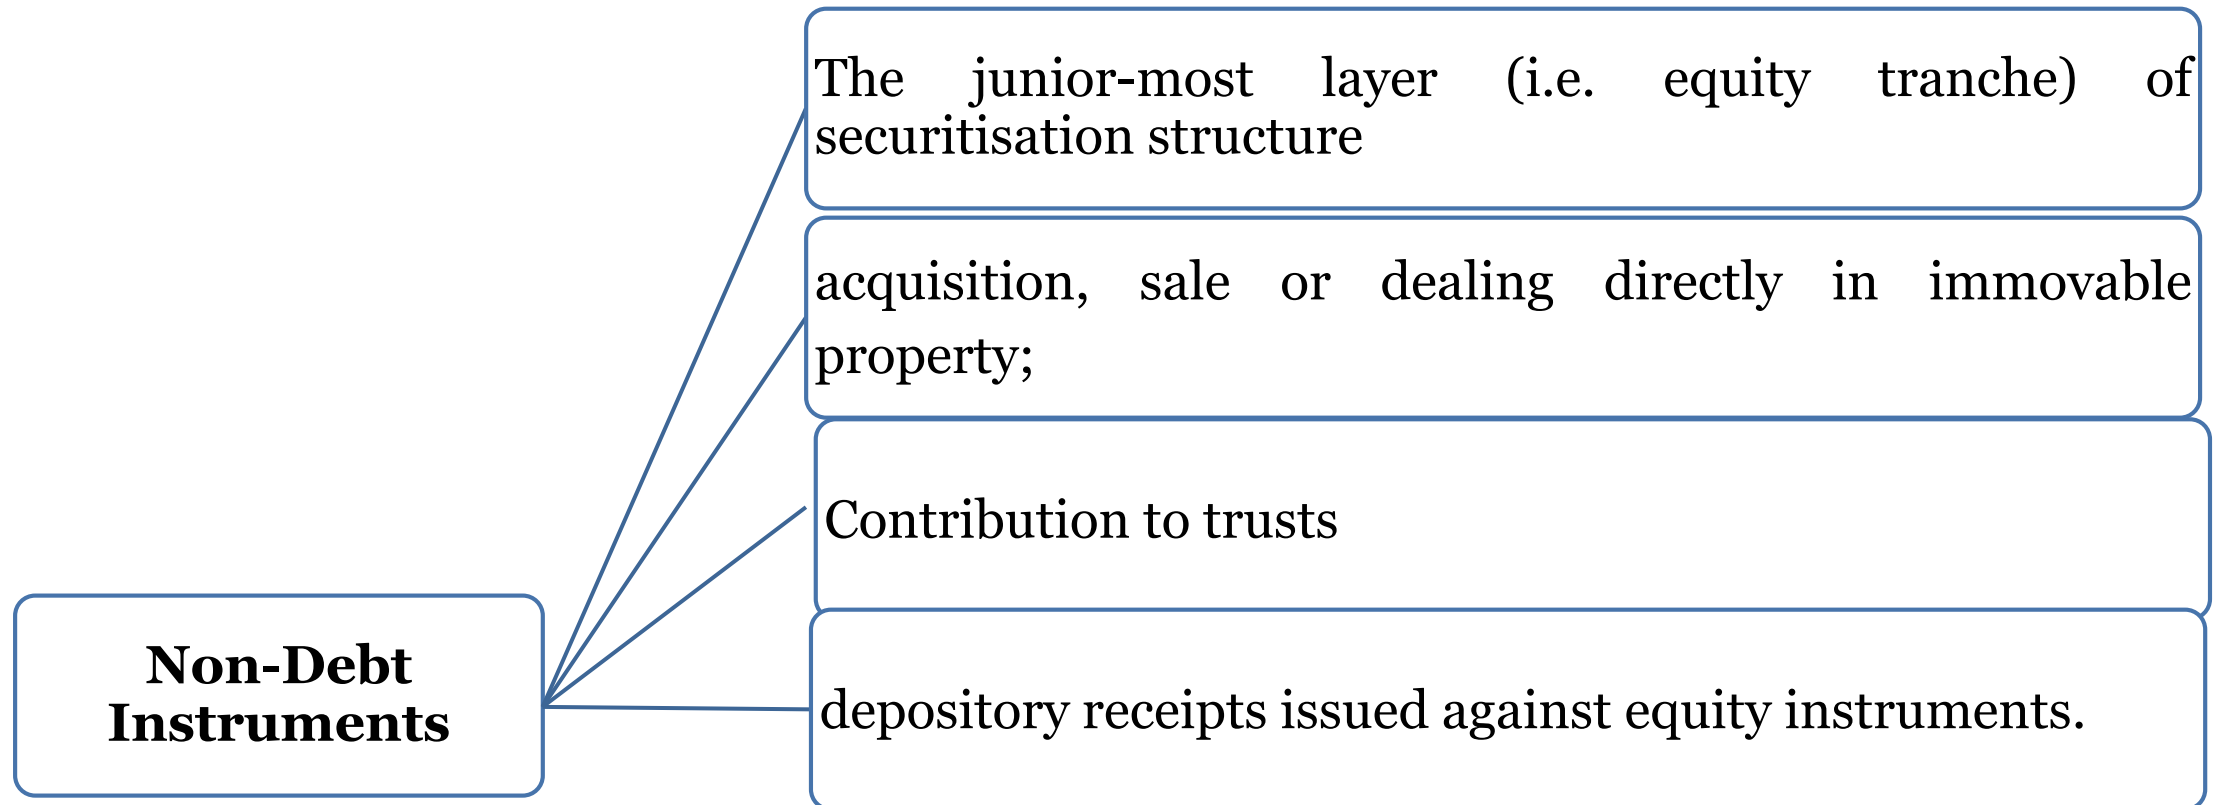 The junior-most layer (i.e. equity tranche) of
securitisation structure
acquisition, sale or dealing directly in immovable
property;
Contribution to trusts
Non-Debt
Instruments
depository receipts issued against equity instruments.